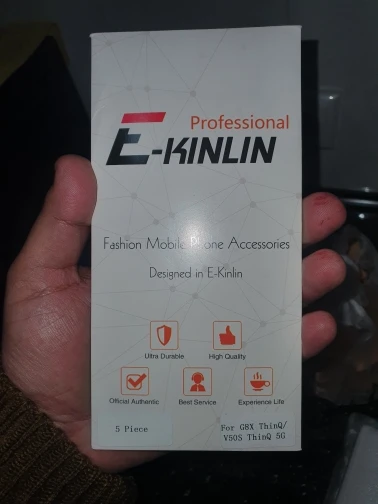 Professional
E-KINLIN
Fashion Mobile Phone Accessories
Designed in E-Kinlin
Ultra Durable High Quality
Official Authentic Best Service Experience Life
5 Piece
For G8X ThinQ/
V50S ThinQ 5G